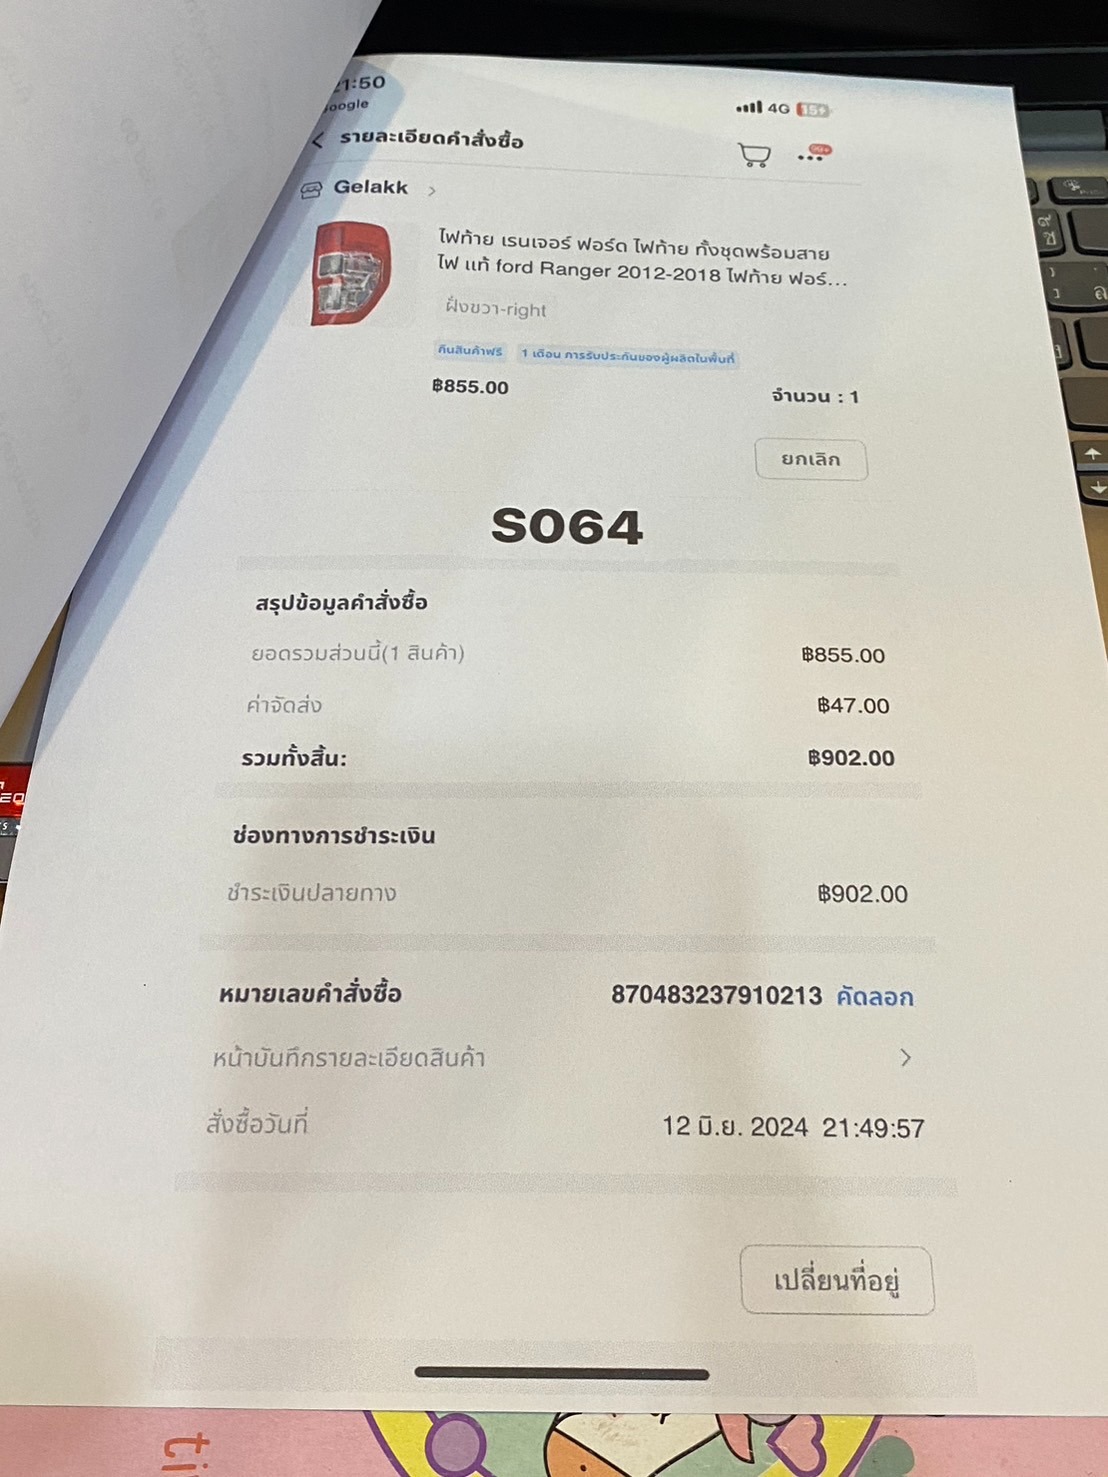 21:50
4G 15+
oogle
รายละเอียดคำสั่งซื้อ
99+
Gelakk
ไฟท้าย เรนเจอร์ ฟอร์ด ไฟท้าย ทั้งชุดพร้อมสาย
ไฟ แท้ ford Ranger 2012-2018 ไฟท้าย ฟอร์...
ฝั่งขวา-right
คืนสินค้าฟรี 1 เดือน การรับประกันของผู้ผลิตในพื้นที่
฿855.00 จำนวน : 1
ยกเลิก
S064
สรุปข้อมูลคำสั่งซื้อ
ยอดรวมส่วนนี้(1 สินค้า) ฿855.00
ค่าจัดส่ง ฿47.00
รวมทั้งสิ้น: ฿902.00
ช่องทางการชำระเงิน
ชำระเงินปลายทาง ฿902.00
หมายเลขคำสั่งซื้อ 870483237910213 คัดลอก
หน้าบันทึกรายละเอียดสินค้า
สั่งซื้อวันที่ 12 มิ.ย. 2024 21:49:57
เปลี่ยนที่อยู่